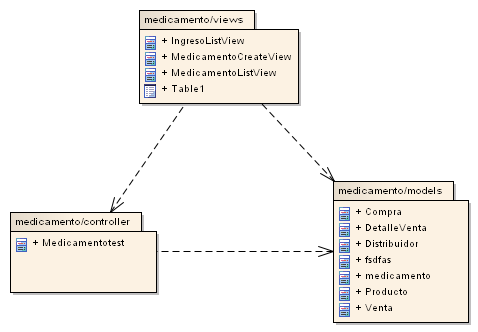 medicamento/views
+ IngresoListView
+ MedicamentoCreateView
+ MedicamentoListView
+ Table1
medicamento/controller
+ Medicamentotest
medicamento/models
+ Compra
+ DetalleVenta
+ Distribuidor
+ fsdfas
+ medicamento
+ Producto
+ Venta